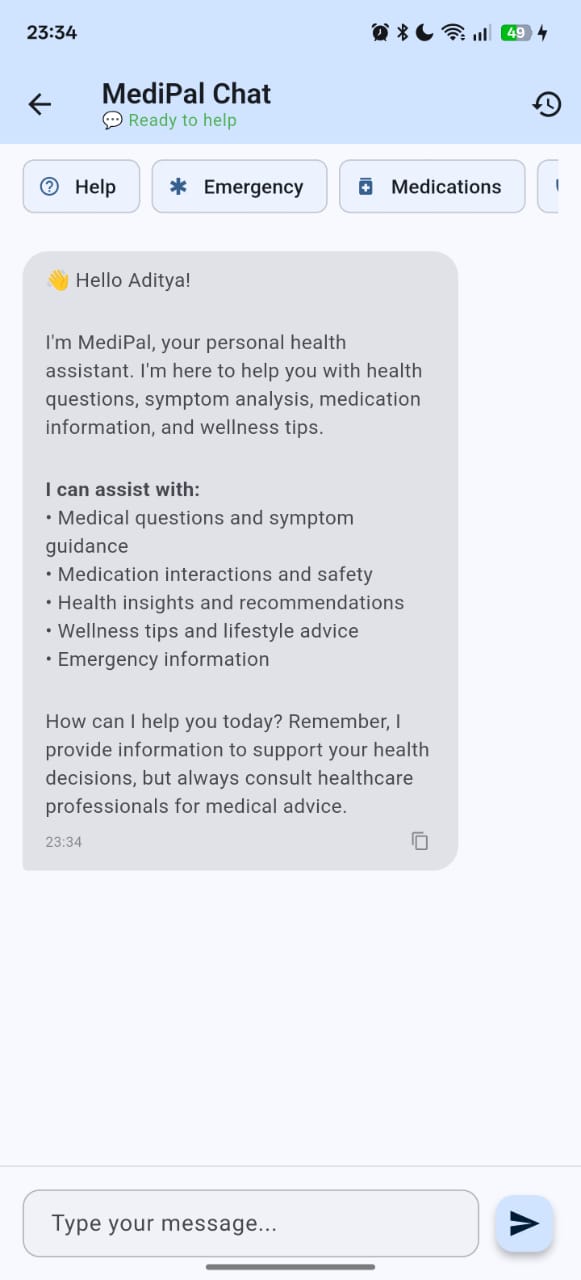 23:34
49
MediPal Chat
💬 Ready to help
Help
Emergency
Medications
👋 Hello Aditya!
I'm MediPal, your personal health
assistant. I'm here to help you with health
questions, symptom analysis, medication
information, and wellness tips.
I can assist with:
• Medical questions and symptom
guidance
• Medication interactions and safety
• Health insights and recommendations
• Wellness tips and lifestyle advice
• Emergency information
How can I help you today? Remember, I
provide information to support your health
decisions, but always consult healthcare
professionals for medical advice.
23:34
Type your message...